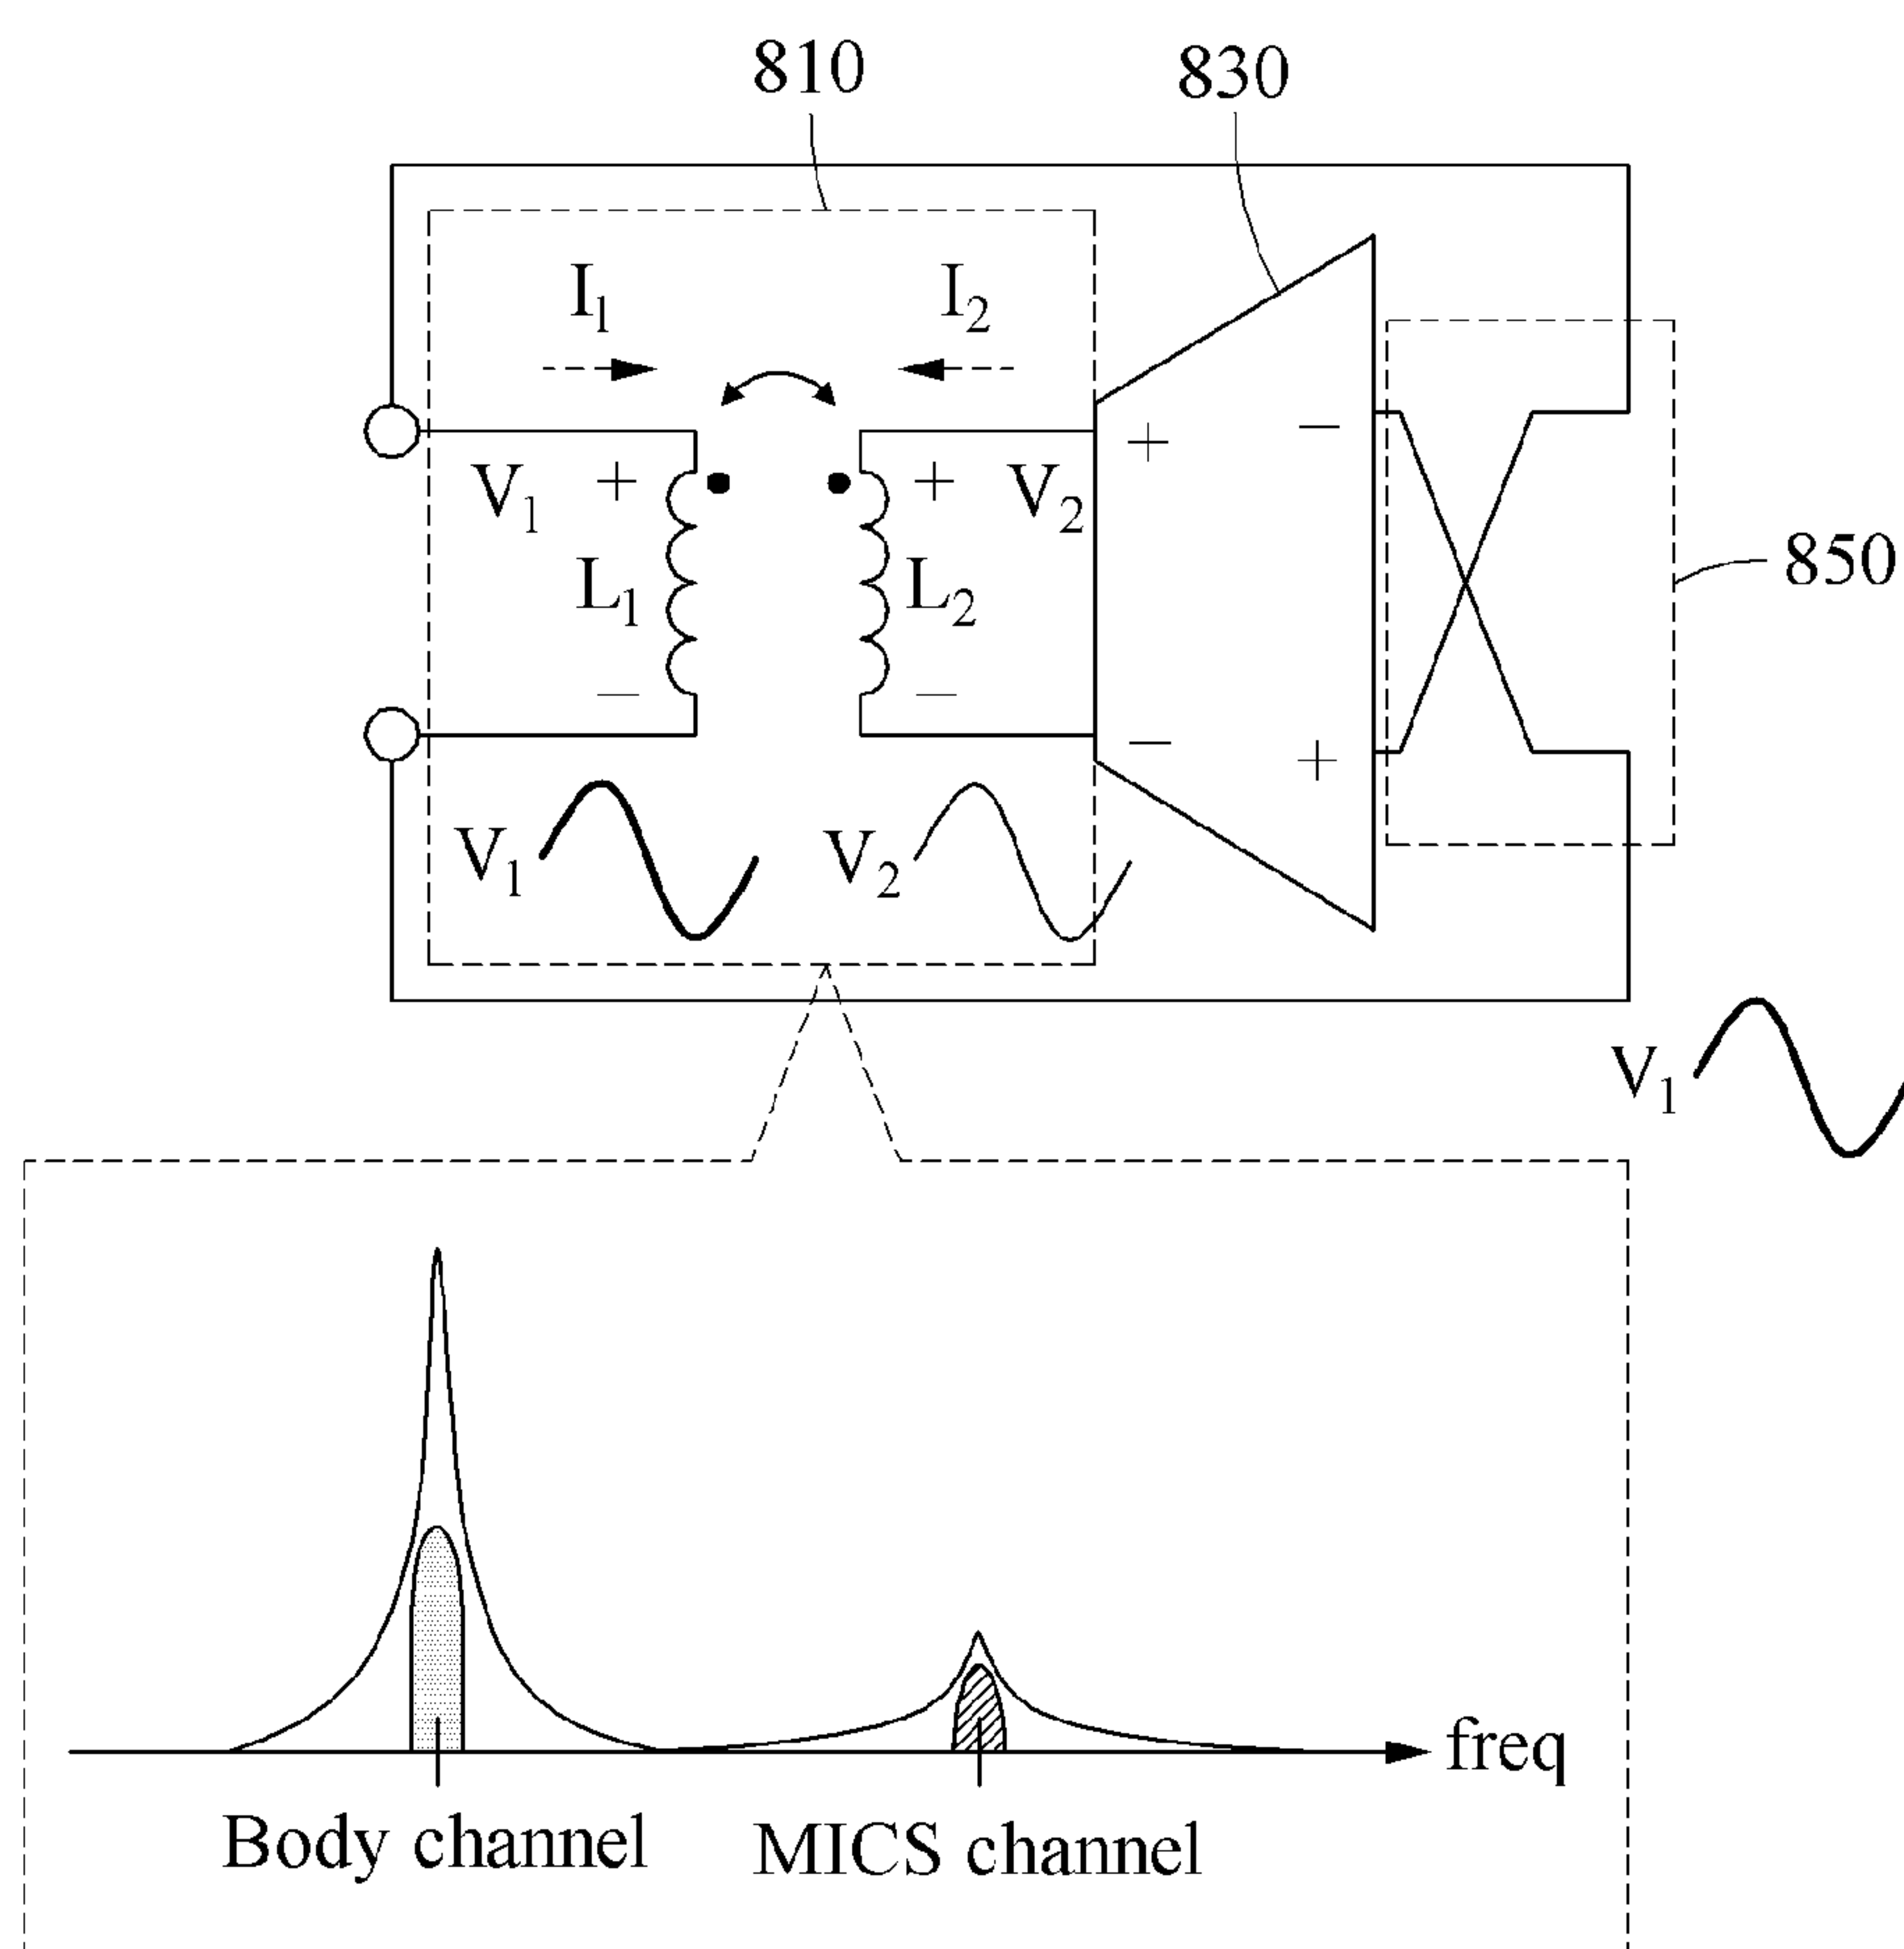 810
830
I1
I2
V1
+
+
V2
+
−
L1
L2
850
−
−
−
+
V1
V2
V1
freq
Body channel
MICS channel